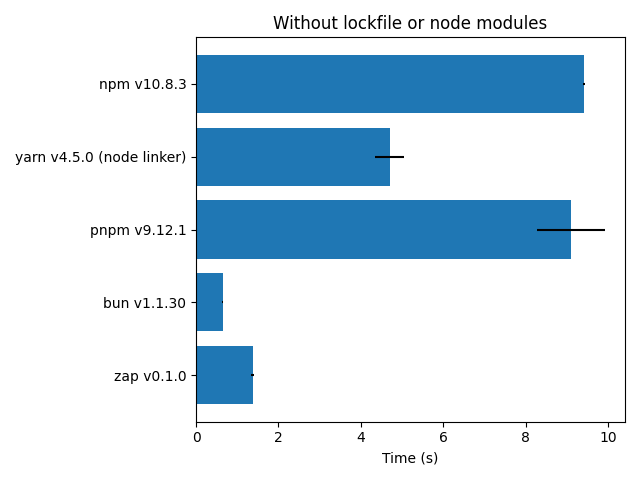 Without lockfile or node modules
npm v10.8.3
yarn v4.5.0 (node linker)
pnpm v9.12.1
bun v1.1.30
zap v0.1.0
0 2 4 6 8 10
Time (s)